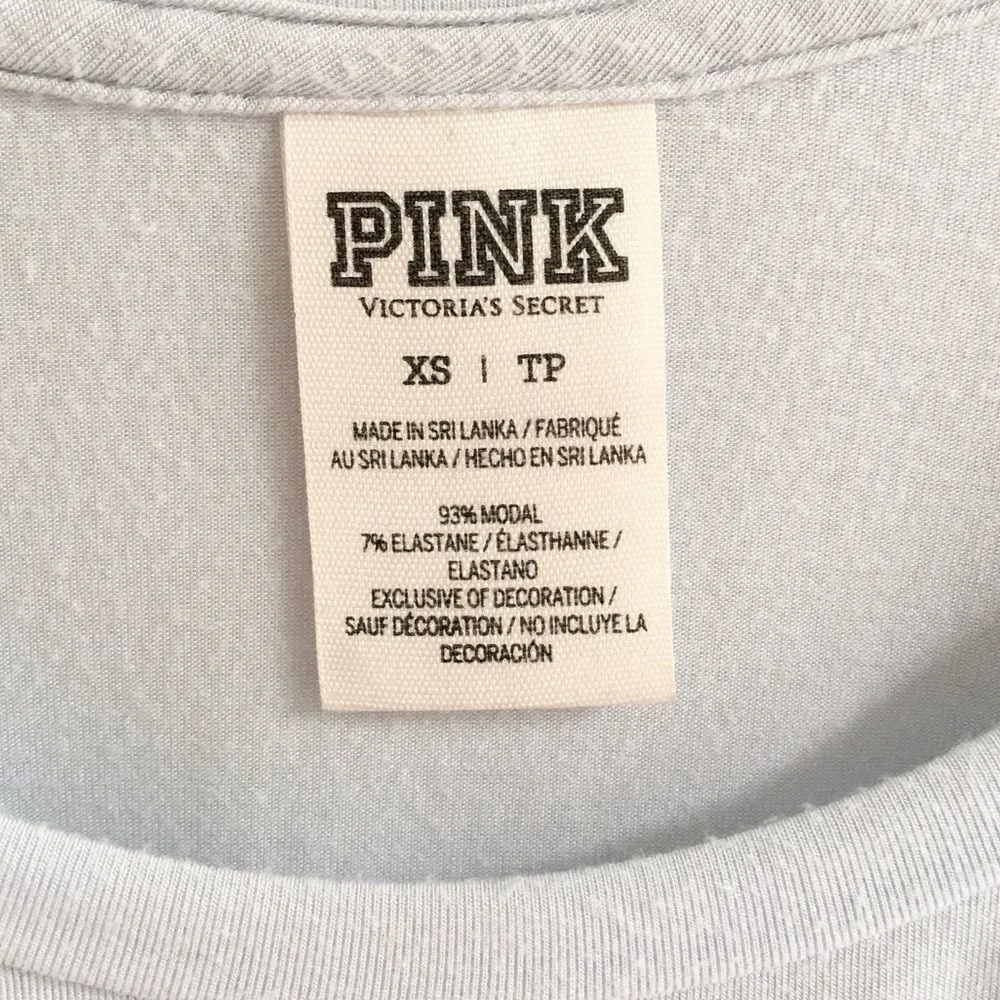 PINK
VICTORIA'S SECRET
XS | TP
MADE IN SRI LANKA / FABRIQUÉ
AU SRI LANKA / HECHO EN SRI LANKA
93% MODAL
7% ELASTANE / ÉLASTHANNE /
ELASTANO
EXCLUSIVE OF DECORATION /
SAUF DÉCORATION / NO INCLUYE LA
DECORACIÓN